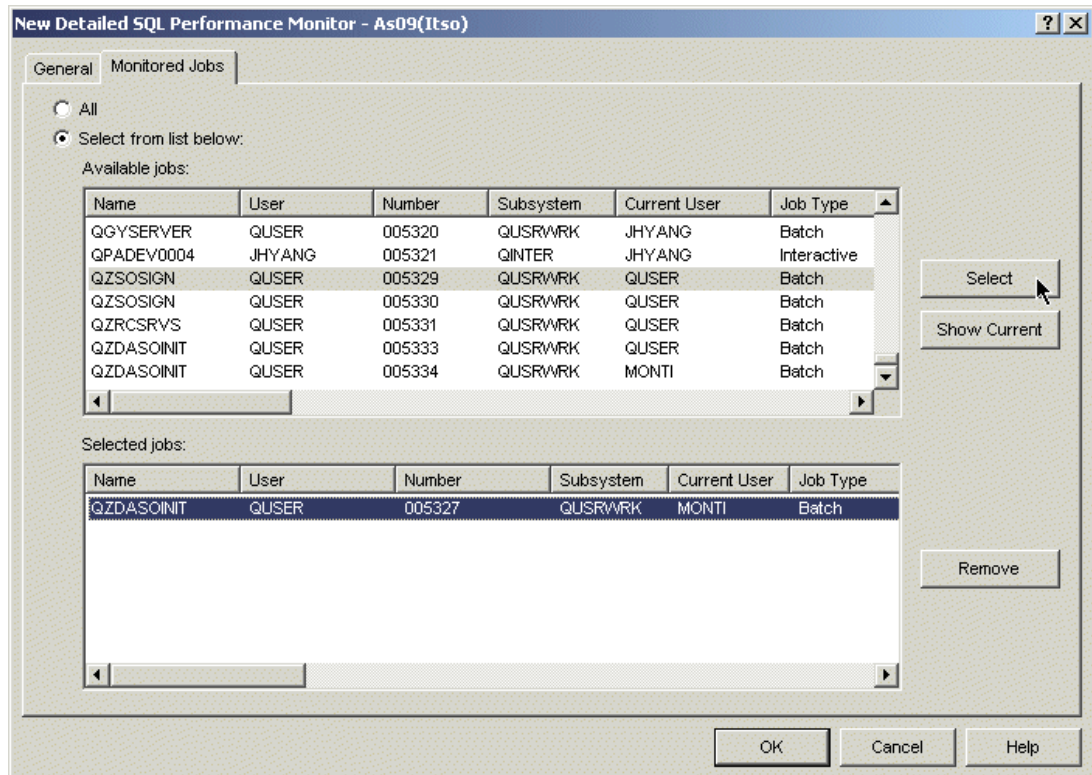 New Detailed SQL Performance Monitor - As09(Itso)
General Monitored Jobs
All
Select from list below:
Available jobs:
Name User Number Subsystem Current User Job Type
QGYSERVER QUSER 005320 QUSRWRK JHYANG Batch
QPADEV0004 JHYANG 005321 QINTER JHYANG Interactive
QZSOSIGN QUSER 005329 QUSRWRK QUSER Batch
QZSOSIGN QUSER 005330 QUSRWRK QUSER Batch
QZRCSRVS QUSER 005331 QUSRWRK QUSER Batch
QZDASOINIT QUSER 005333 QUSRWRK QUSER Batch
QZDASOINIT QUSER 005334 QUSRWRK MONTI Batch
Select
Show Current
Selected jobs:
Name User Number Subsystem Current User Job Type
QZDASOINIT QUSER 005327 QUSRWRK MONTI Batch
Remove
OK Cancel Help